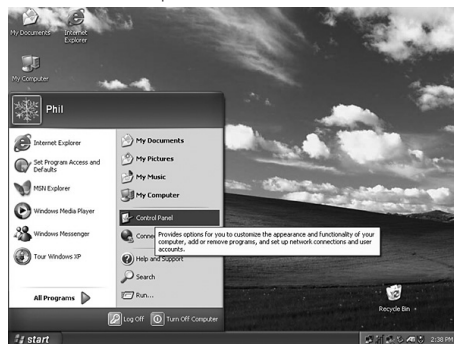 My Documents
Internet
Explorer
My Computer
Phil
Internet Explorer
Set Program Access and
Defaults
MSN Explorer
Windows Media Player
Windows Messenger
Tour Windows XP
All Programs
My Documents
My Pictures
My Music
My Computer
Control Panel
Connec
Provides options for you to customize the appearance and functionality of your
computer, add or remove programs, and set up network connections and user
accounts.
Help and Support
Search
Run...
Log Off
Turn Off Computer
Recycle Bin
start
2:38 PM